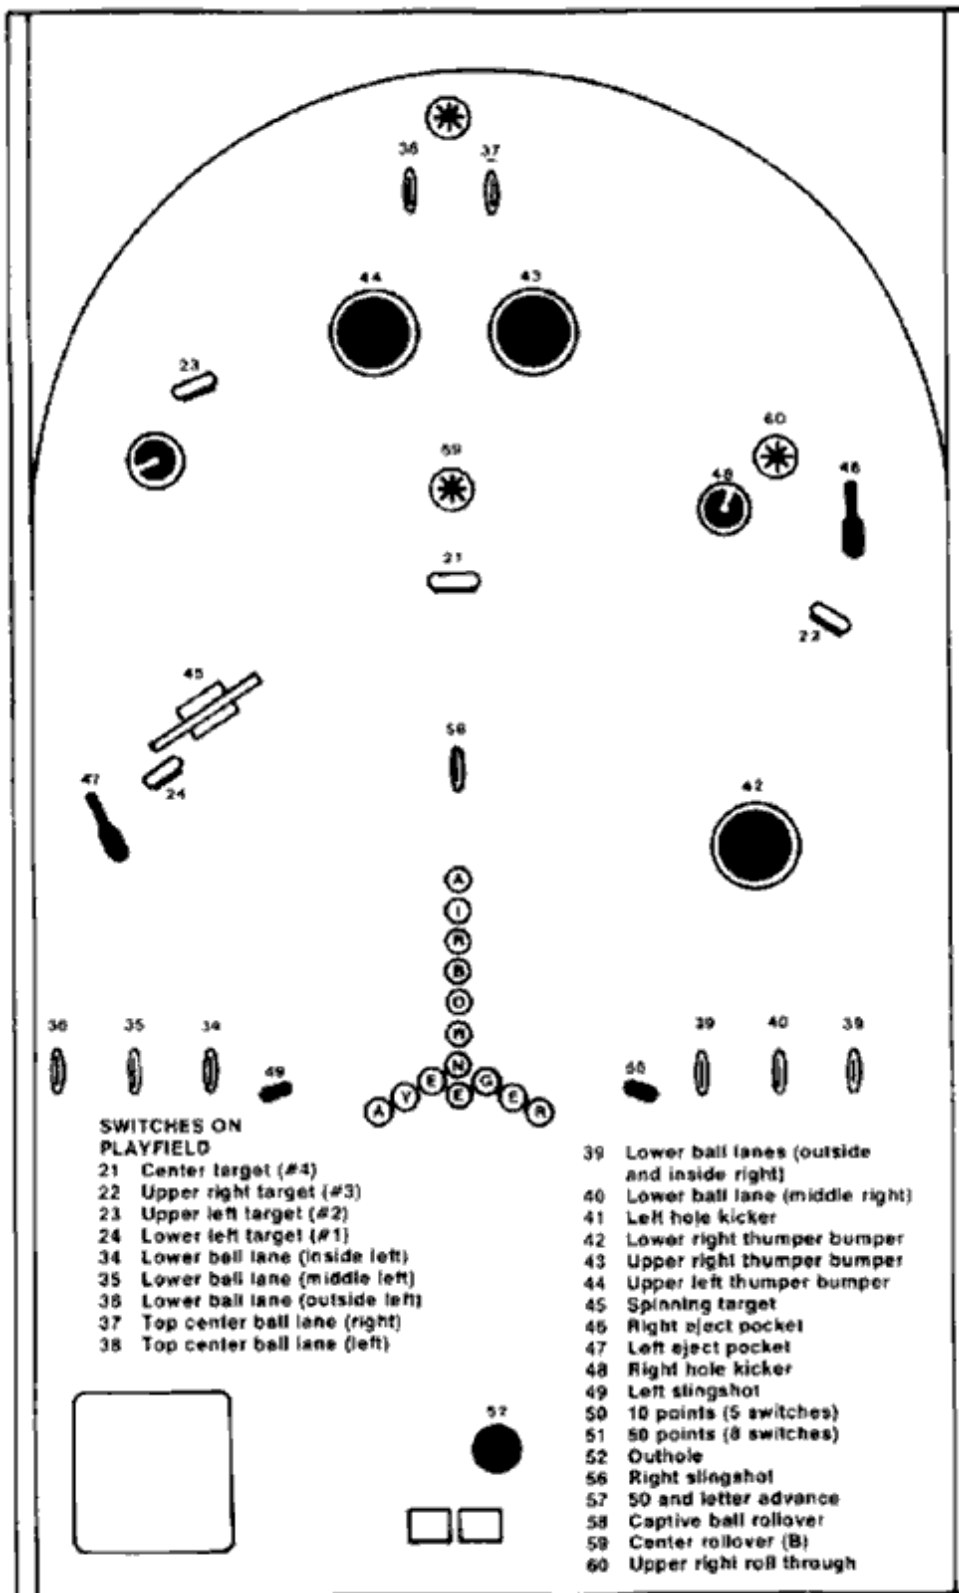 38 37
44 43
23
60
59 48 46
21
22
45
58
47 24 42
A
I
R
B
O
R
36 35 34 39 40 39
49 56
N
E G
V E E
A R
SWITCHES ON
PLAYFIELD
21 Center target (#4)
22 Upper right target (#3)
23 Upper left target (#2)
24 Lower left target (#1)
34 Lower ball lane (inside left)
35 Lower ball lane (middle left)
36 Lower ball lane (outside left)
37 Top center ball lane (right)
38 Top center ball lane (left)
39 Lower ball lanes (outside
and inside right)
40 Lower ball lane (middle right)
41 Left hole kicker
42 Lower right thumper bumper
43 Upper right thumper bumper
44 Upper left thumper bumper
45 Spinning target
46 Right eject pocket
47 Left eject pocket
48 Right hole kicker
49 Left slingshot
50 10 points (5 switches)
51 50 points (8 switches)
52 Outhole
56 Right slingshot
57 50 and letter advance
58 Captive ball rollover
59 Center rollover (B)
60 Upper right roll through
52